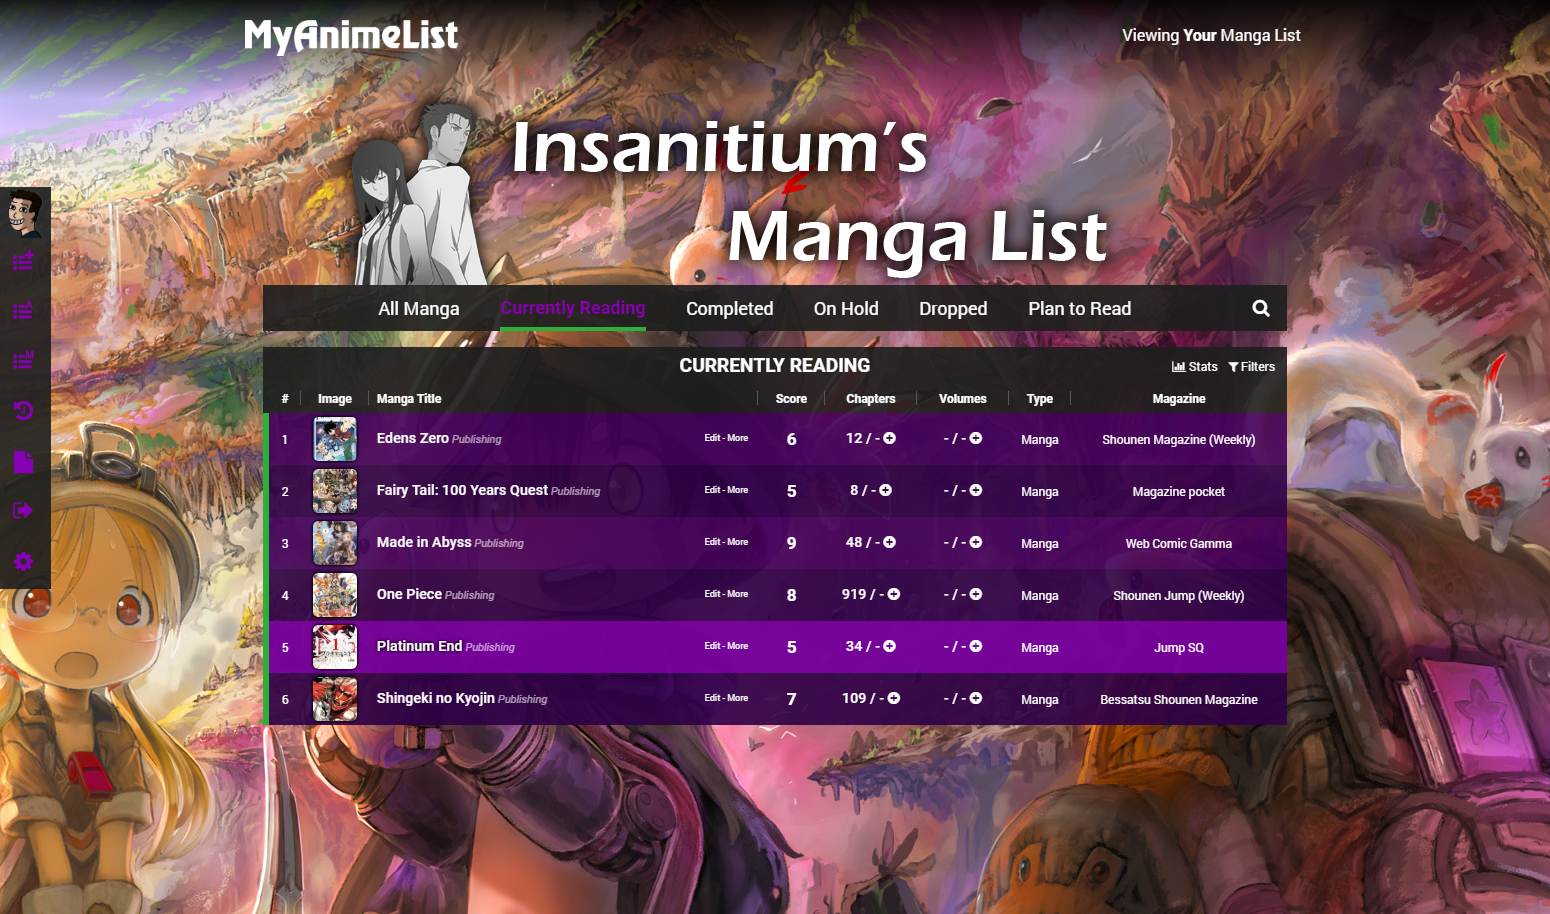 MyAnimeList
Viewing Your Manga List
Insanitium's
Manga List
All Manga Currently Reading Completed On Hold Dropped Plan to Read
CURRENTLY READING
Stats Filters
# Image Manga Title Score Chapters Volumes Type Magazine
1 Edens Zero Publishing Edit - More 6 12 / - - / - Manga Shounen Magazine (Weekly)
2 Fairy Tail: 100 Years Quest Publishing Edit - More 5 8 / - - / - Manga Magazine pocket
3 Made in Abyss Publishing Edit - More 9 48 / - - / - Manga Web Comic Gamma
4 One Piece Publishing Edit - More 8 919 / - - / - Manga Shounen Jump (Weekly)
5 Platinum End Publishing Edit - More 5 34 / - - / - Manga Jump SQ
6 Shingeki no Kyojin Publishing Edit - More 7 109 / - - / - Manga Bessatsu Shounen Magazine